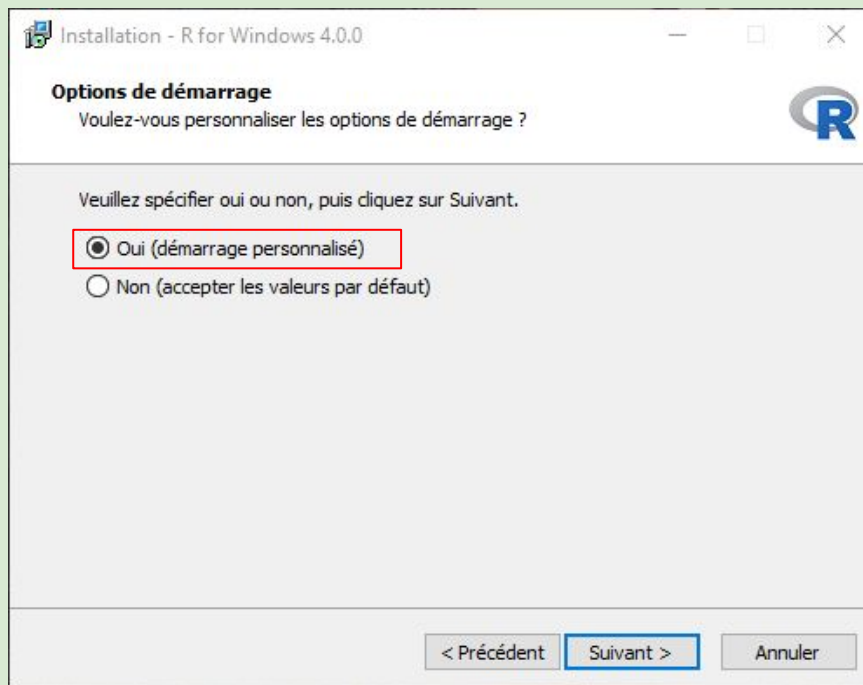 Installation - R for Windows 4.0.0
Options de démarrage
Voulez-vous personnaliser les options de démarrage ?
R
Veuillez spécifier oui ou non, puis cliquez sur Suivant.
Oui (démarrage personnalisé)
Non (accepter les valeurs par défaut)
< Précédent Suivant > Annuler